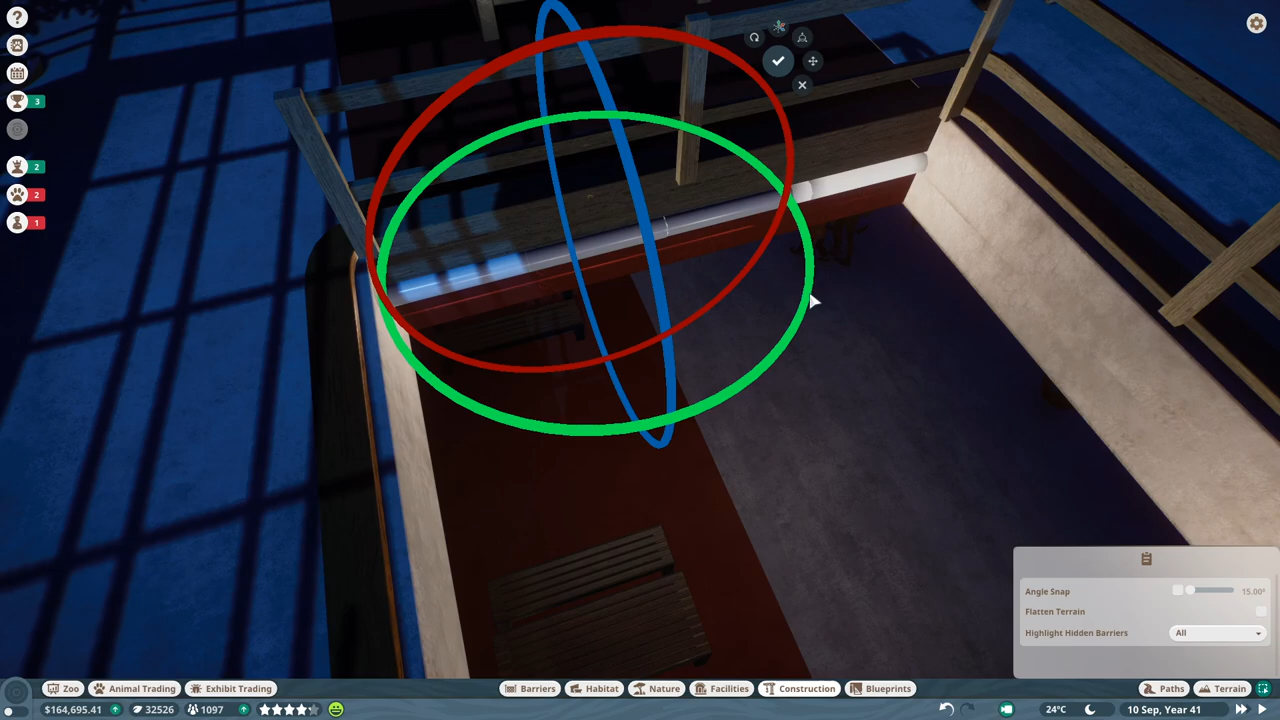 ?
3
2
2
1
Angle Snap 15.00°
Flatten Terrain
Highlight Hidden Barriers All
Zoo Animal Trading Exhibit Trading Barriers Habitat Nature Facilities Construction Blueprints Paths Terrain
$164,695.41 32526 1097 24°C 10 Sep, Year 41